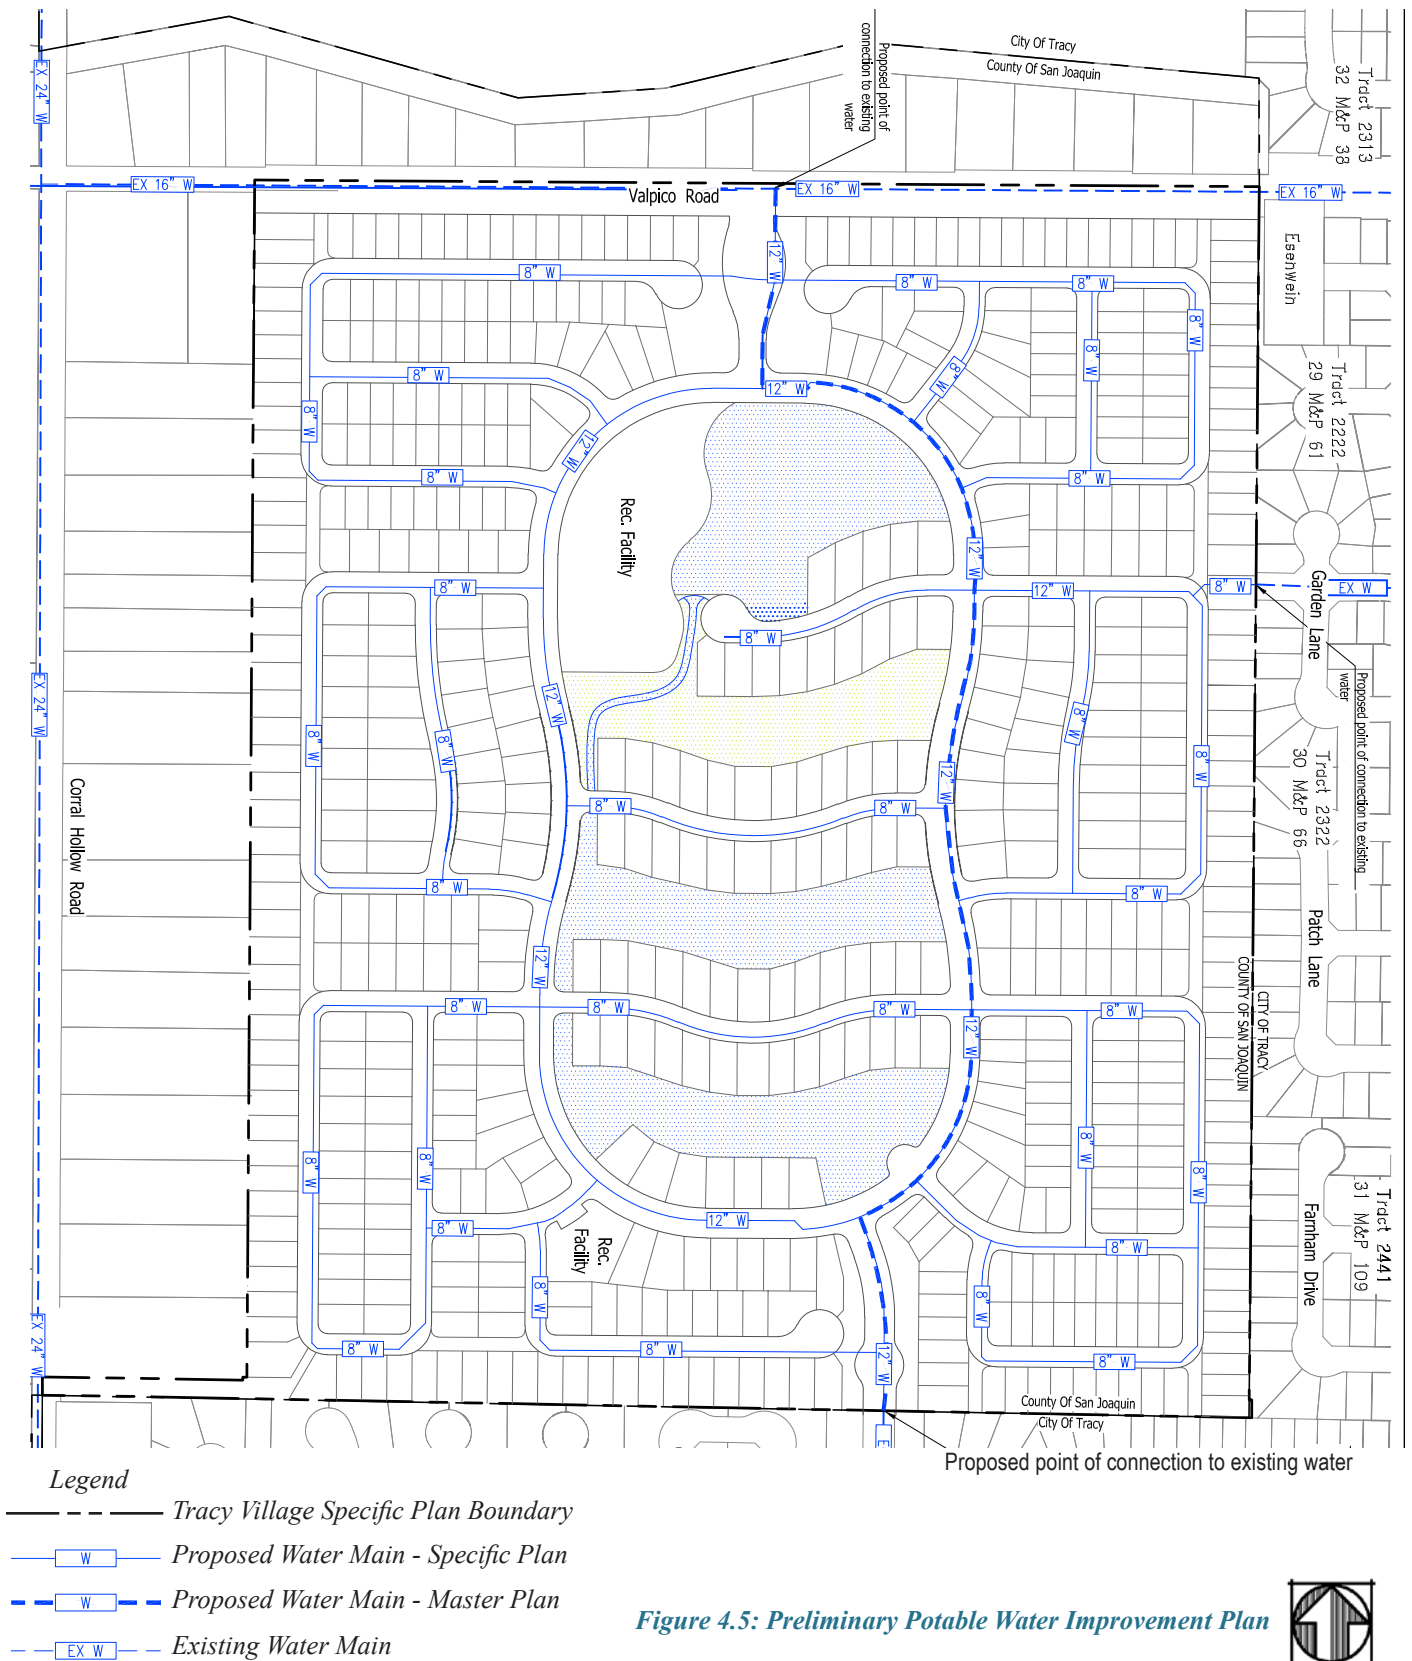 City Of Tracy
County Of San Joaquin
Proposed point of
connection to existing
water
Tract 2313
32 M&P 38
EX 24" W
EX 16" W
Valpico Road
EX 16" W
EX 16" W
Esenwein
12" W
8" W
8" W
8" W
8" W
8" W
8" W
8" W
12" W
8" W
8" W
12" W
8" W
8" W
Tract 2222
29 M&P 61
Rec. Facility
12" W
8" W
12" W
8" W
EX W
Garden Lane
8" W
Proposed point of connection to existing
water
EX 24" W
12" W
8" W
8" W
8" W
8" W
12" W
Tract 2322
30 M&P 66
8" W
8" W
Corral Hollow Road
8" W
8" W
Patch Lane
12" W
CITY OF TRACY
COUNTY OF SAN JOAQUIN
8" W
8" W
8" W
8" W
12" W
8" W
8" W
8" W
8" W
Tract 2441
31 M&P 109
Farnham Drive
8" W
12" W
Rec.
Facility
8" W
8" W
8" W
EX 24" W
8" W
8" W
12" W
8" W
County Of San Joaquin
City Of Tracy
E
Proposed point of connection to existing water
Legend
Tracy Village Specific Plan Boundary
W
Proposed Water Main - Specific Plan
W
Proposed Water Main - Master Plan
EX W
Existing Water Main
Figure 4.5: Preliminary Potable Water Improvement Plan